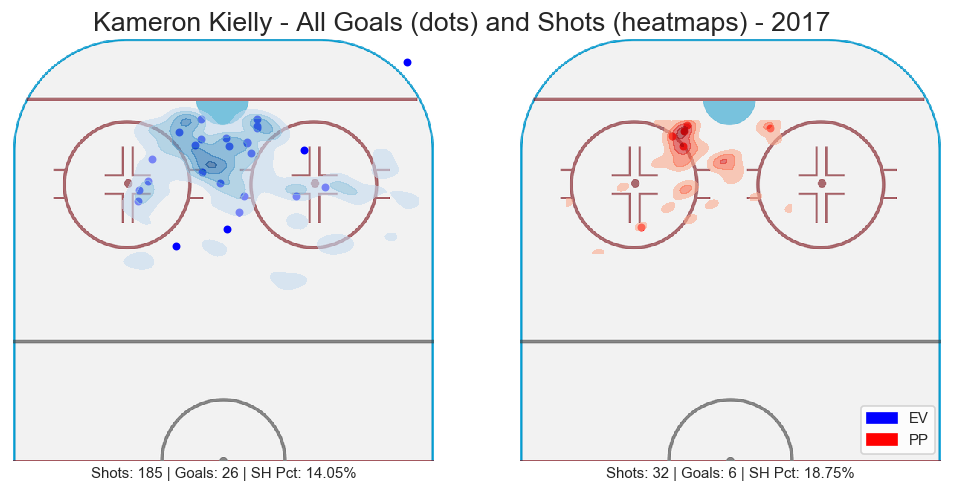 Kameron Kielly - All Goals (dots) and Shots (heatmaps) - 2017
EV
PP
Shots: 185 | Goals: 26 | SH Pct: 14.05%
Shots: 32 | Goals: 6 | SH Pct: 18.75%